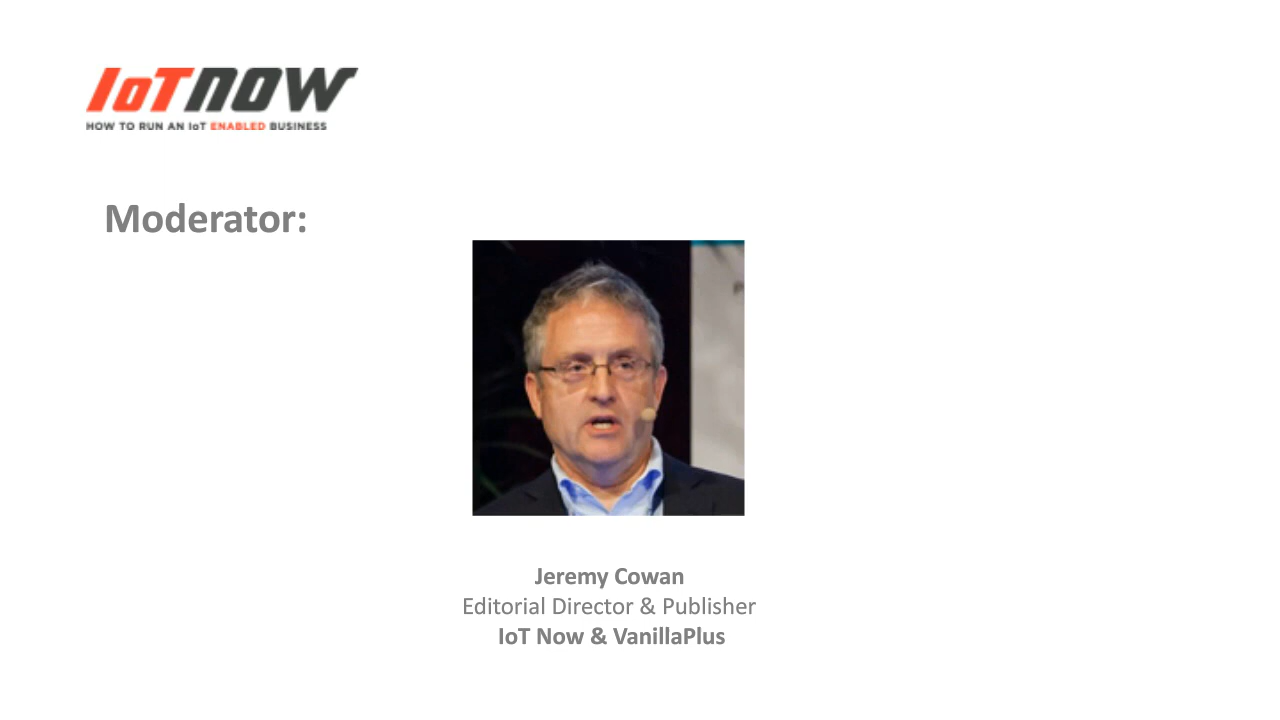 IoTnow
HOW TO RUN AN IoT ENABLED BUSINESS
Moderator:
Jeremy Cowan
Editorial Director & Publisher
IoT Now & VanillaPlus